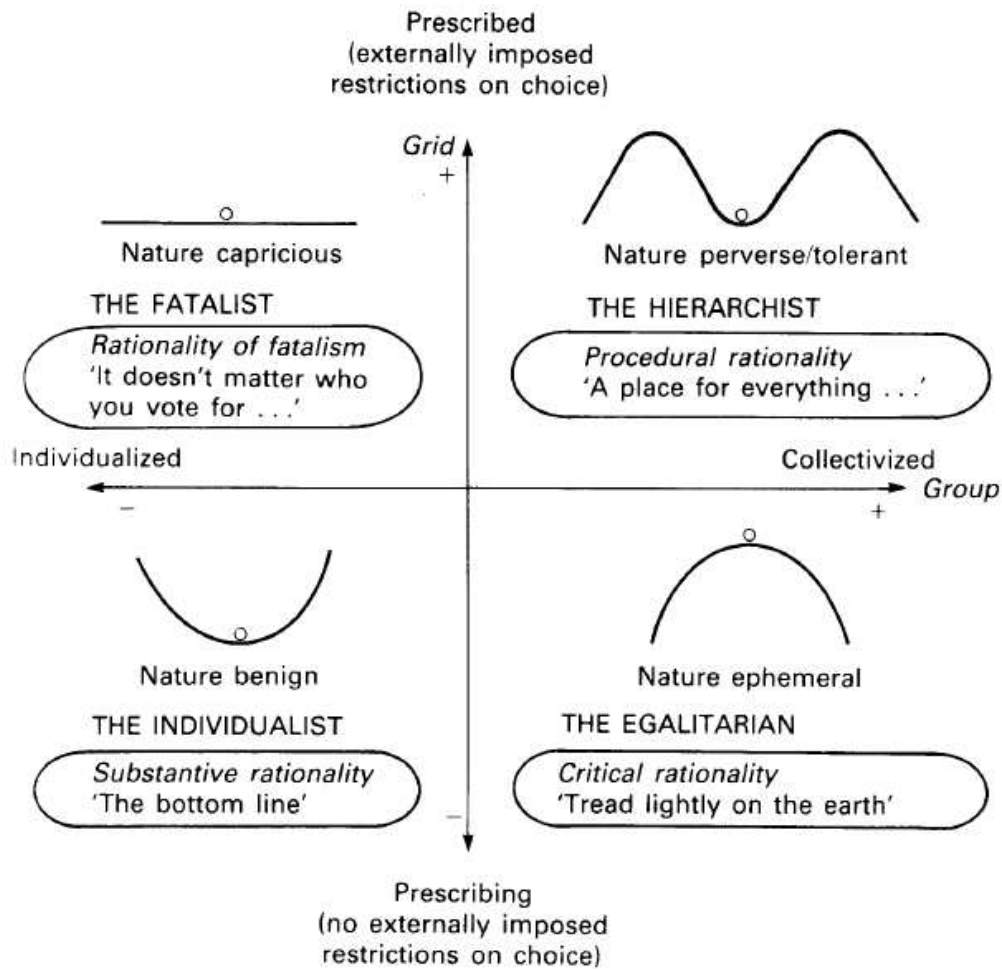 Prescribed
(externally imposed
restrictions on choice)
Grid
+
Nature capricious
THE FATALIST
Rationality of fatalism
'It doesn't matter who
you vote for . . .'
Nature perverse/tolerant
THE HIERARCHIST
Procedural rationality
'A place for everything . . .'
Individualized
−
Collectivized
Group
+
Nature benign
THE INDIVIDUALIST
Substantive rationality
'The bottom line'
Nature ephemeral
THE EGALITARIAN
Critical rationality
'Tread lightly on the earth'
−
Prescribing
(no externally imposed
restrictions on choice)